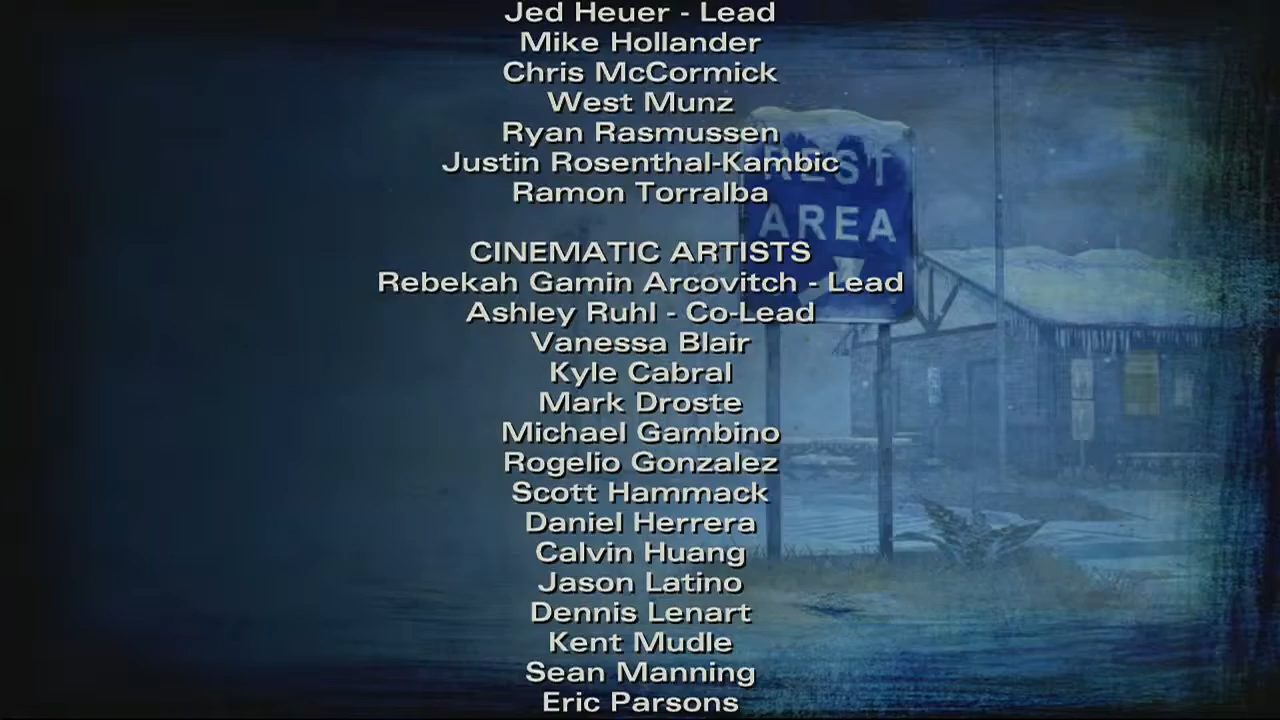 Jed Heuer - Lead
Mike Hollander
Chris McCormick
West Munz
Ryan Rasmussen
Justin Rosenthal-Kambic
Ramon Torralba
CINEMATIC ARTISTS
Rebekah Gamin Arcovitch - Lead
Ashley Ruhl - Co-Lead
Vanessa Blair
Kyle Cabral
Mark Droste
Michael Gambino
Rogelio Gonzalez
Scott Hammack
Daniel Herrera
Calvin Huang
Jason Latino
Dennis Lenart
Kent Mudle
Sean Manning
Eric Parsons
REST
AREA